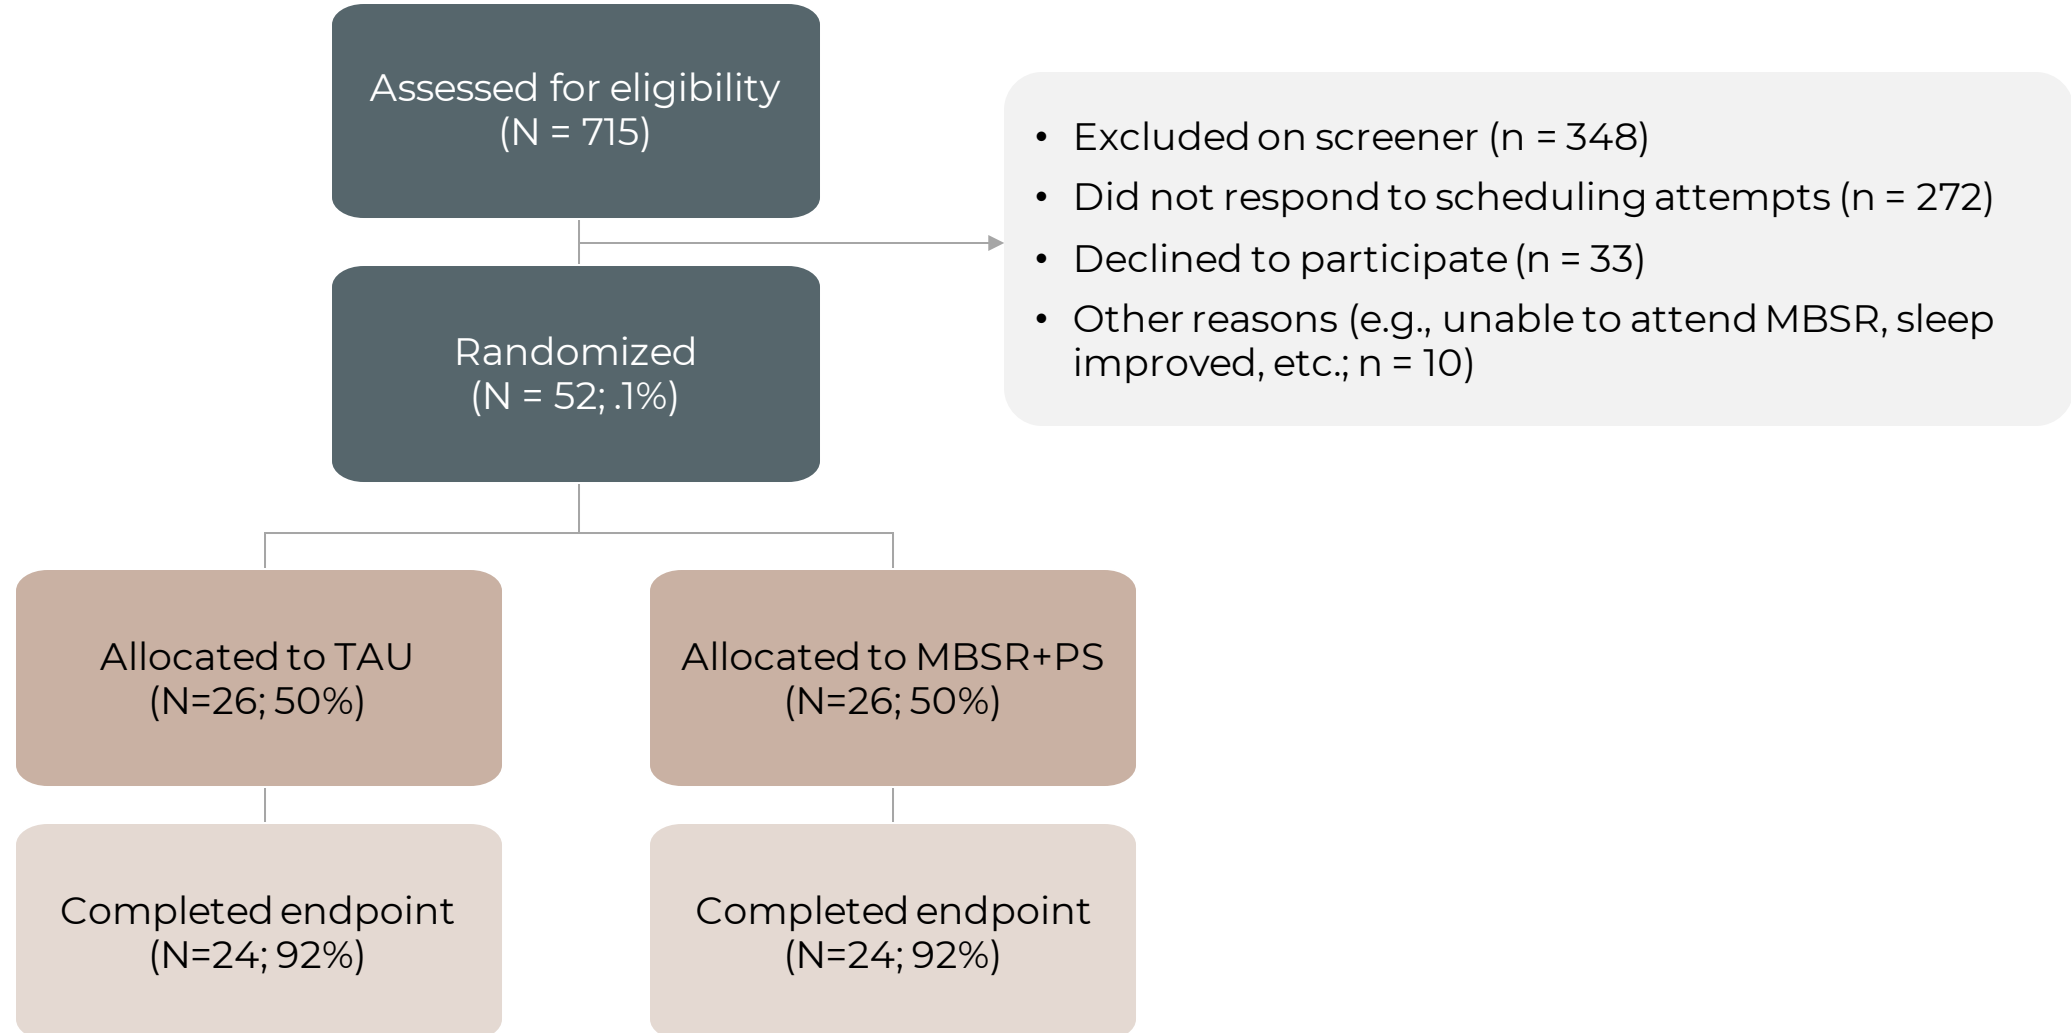 Assessed for eligibility
(N = 715)
• Excluded on screener (n = 348)
• Did not respond to scheduling attempts (n = 272)
• Declined to participate (n = 33)
• Other reasons (e.g., unable to attend MBSR, sleep
improved, etc.; n = 10)
Randomized
(N = 52; .1%)
Allocated to TAU
(N=26; 50%)
Allocated to MBSR+PS
(N=26; 50%)
Completed endpoint
(N=24; 92%)
Completed endpoint
(N=24; 92%)